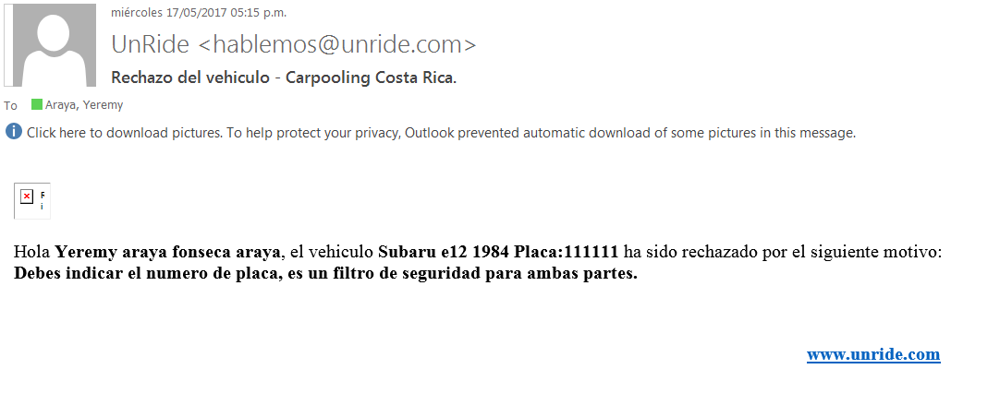 miércoles 17/05/2017 05:15 p.m.
UnRide <hablemos@unride.com>
Rechazo del vehiculo - Carpooling Costa Rica.
To Araya, Yeremy
Click here to download pictures. To help protect your privacy, Outlook prevented automatic download of some pictures in this message.
R
i
Hola Yeremy araya fonseca araya, el vehiculo Subaru e12 1984 Placa:111111 ha sido rechazado por el siguiente motivo:
Debes indicar el numero de placa, es un filtro de seguridad para ambas partes.
www.unride.com